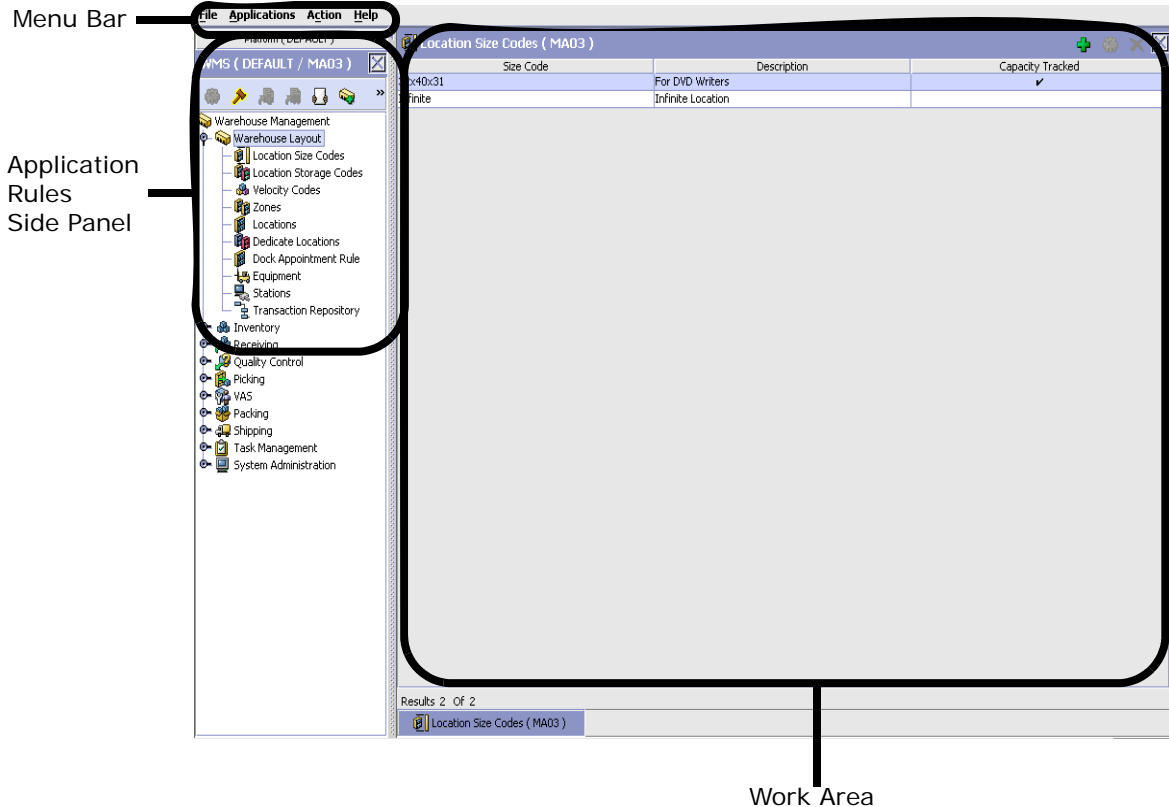 Menu Bar
File Applications Action Help
Platform ( DEFAULT )
WMS ( DEFAULT / MA03 )
Location Size Codes ( MA03 )
Size Code Description Capacity Tracked
For DVD Writers
Infinite Infinite Location
»
Warehouse Management
Warehouse Layout
Location Size Codes
Location Storage Codes
Velocity Codes
Zones
Locations
Dedicate Locations
Dock Appointment Rule
Equipment
Stations
Transaction Repository
Inventory
Receiving
Quality Control
Picking
VAS
Packing
Shipping
Task Management
System Administration
Application
Rules
Side Panel
Results 2 Of 2
Location Size Codes ( MA03 )
Work Area